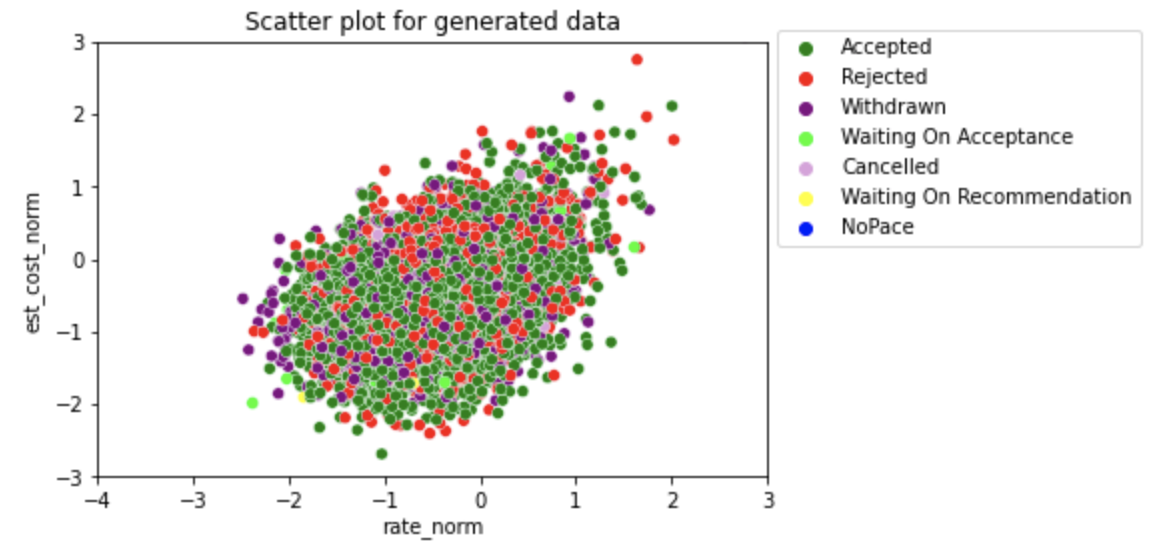 Scatter plot for generated data
3
2
1
0
−1
−2
−3
est_cost_norm
−4
−3
−2
−1
0
1
2
3
rate_norm
Accepted
Rejected
Withdrawn
Waiting On Acceptance
Cancelled
Waiting On Recommendation
NoPace